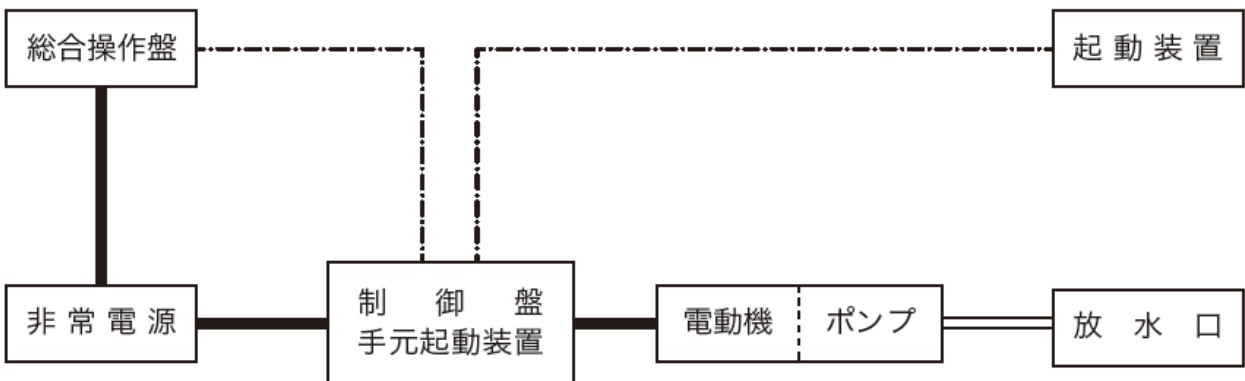 総合操作盤
起動装置
非常電源
制御盤
手元起動装置
電動機
ポンプ
放水口